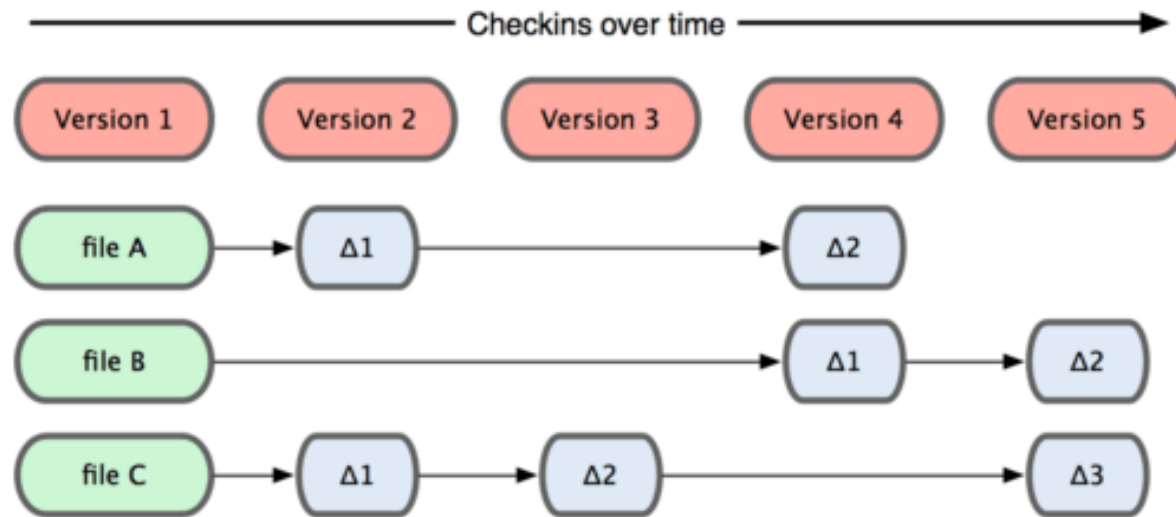 Checkins over time
Version 1 Version 2 Version 3 Version 4 Version 5
file A Δ1 Δ2
file B Δ1 Δ2
file C Δ1 Δ2 Δ3